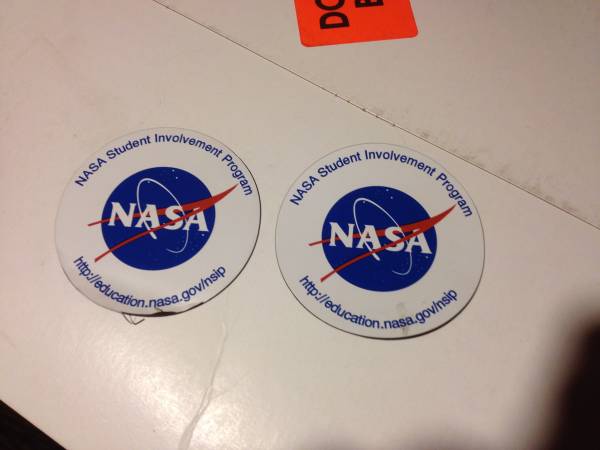 DO
NASA Student Involvement Program
NASA
http://education.nasa.gov/nsip
NASA Student Involvement Program
NASA
http://education.nasa.gov/nsip